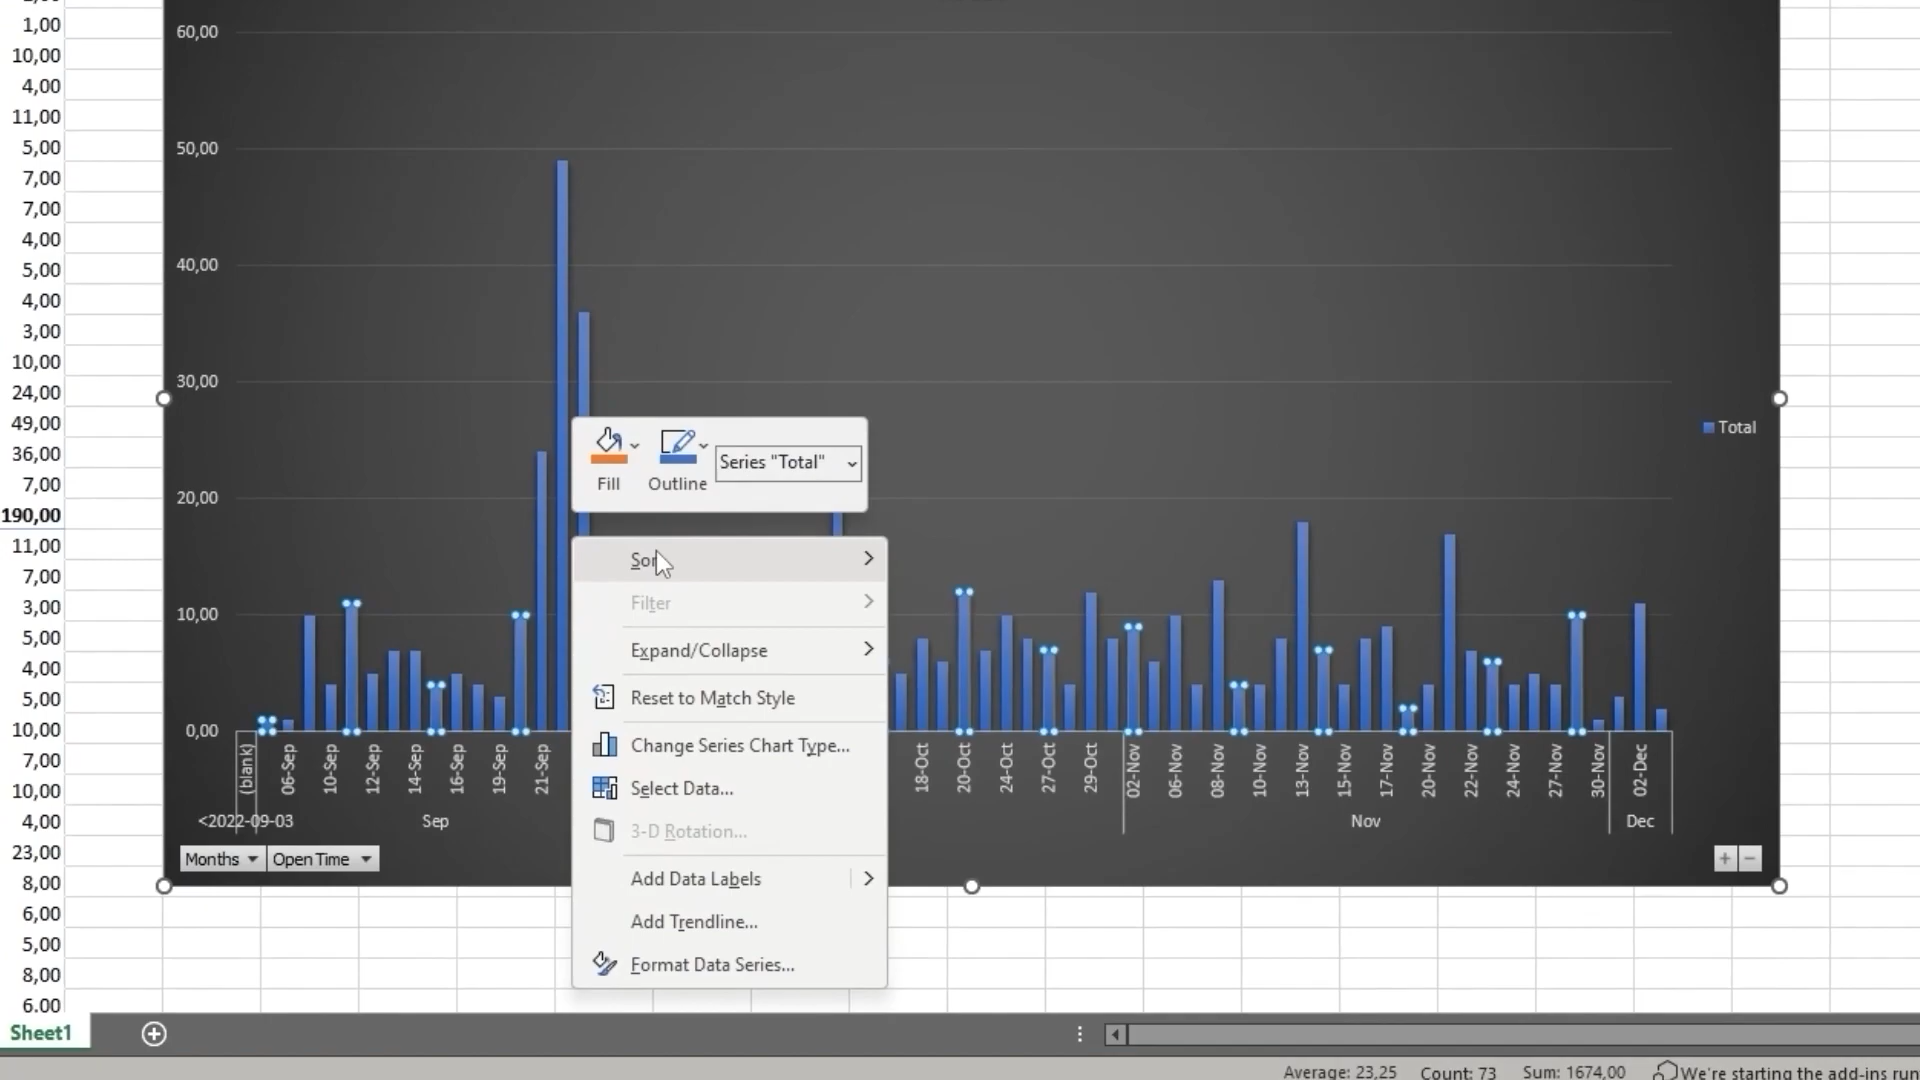 1,00
10,00
4,00
11,00
5,00
7,00
7,00
4,00
5,00
4,00
3,00
10,00
24,00
49,00
36,00
7,00
190,00
11,00
7,00
3,00
5,00
4,00
5,00
10,00
7,00
10,00
4,00
23,00
8,00
6,00
5,00
8,00
6,00
60,00
50,00
40,00
30,00
20,00
10,00
0,00
Total
Fill
Outline
Series "Total"
Sor
Filter
Expand/Collapse
Reset to Match Style
Change Series Chart Type...
Select Data...
3-D Rotation...
Add Data Labels
Add Trendline...
Format Data Series...
(blank)
06-Sep
10-Sep
12-Sep
14-Sep
16-Sep
19-Sep
21-Sep
18-Oct
20-Oct
24-Oct
27-Oct
29-Oct
02-Nov
06-Nov
08-Nov
10-Nov
13-Nov
15-Nov
17-Nov
20-Nov
22-Nov
24-Nov
27-Nov
30-Nov
02-Dec
<2022-09-03
Sep
Nov
Dec
Months
Open Time
+ −
Sheet1
Average: 23,25 Count: 73 Sum: 1674,00 We're starting the add-ins run